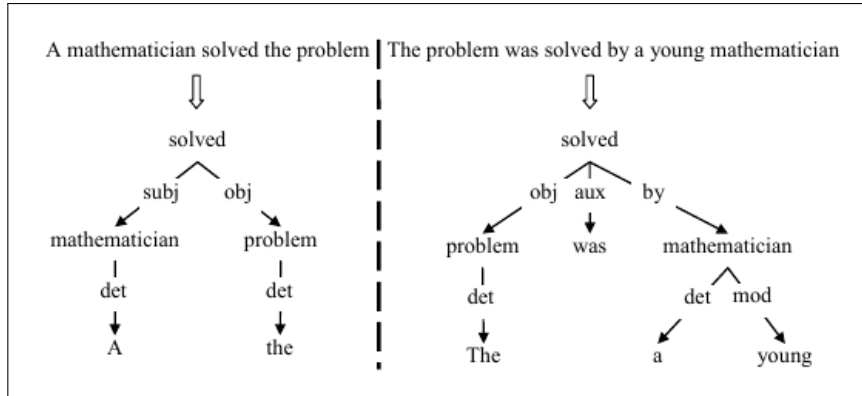 A mathematician solved the problem
The problem was solved by a young mathematician
solved
subj obj
mathematician problem
det det
A the
solved
obj aux by
problem was mathematician
det det mod
The a young